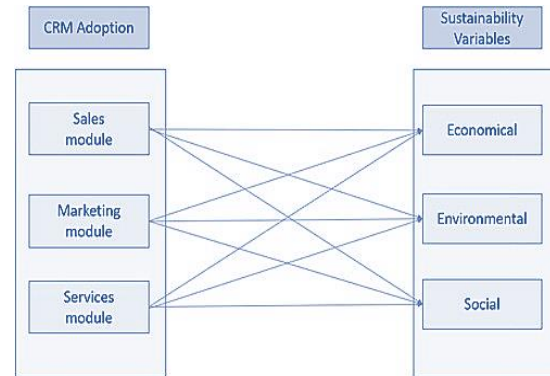 CRM Adoption
Sustainability
Variables
Sales
module
Marketing
module
Services
module
Economical
Environmental
Social